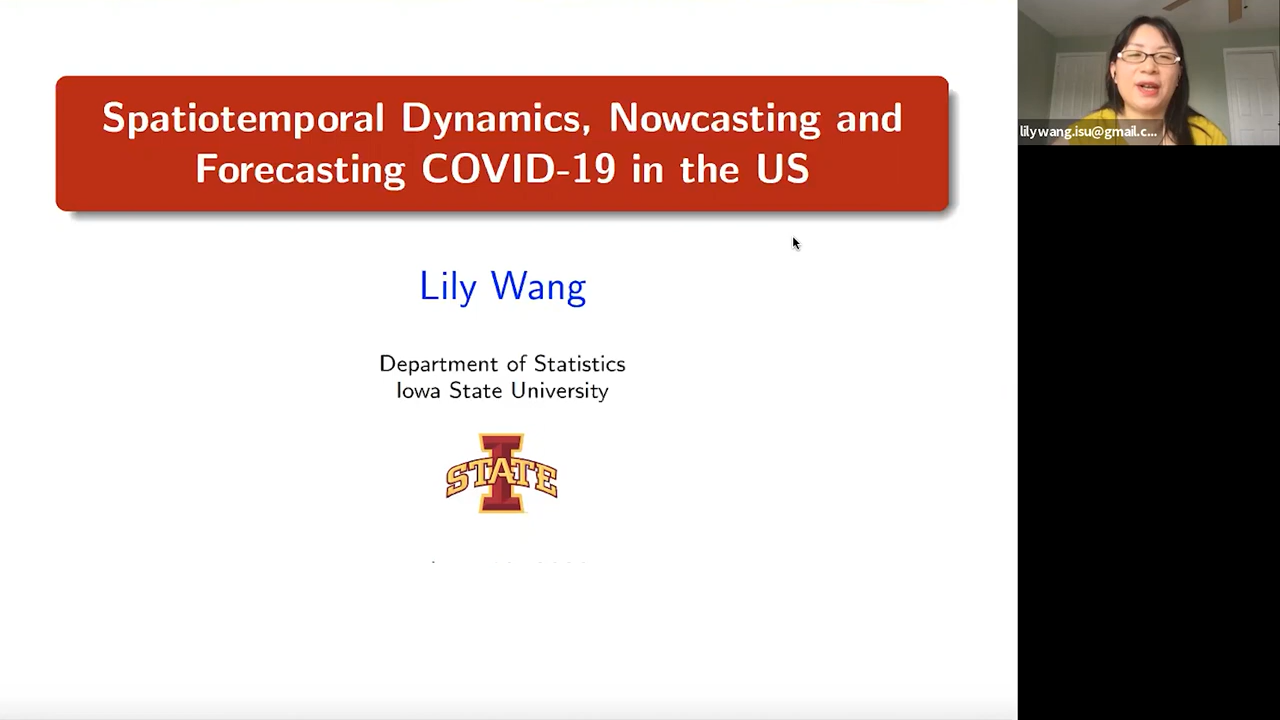 Spatiotemporal Dynamics, Nowcasting and
Forecasting COVID-19 in the US
Lily Wang
Department of Statistics
Iowa State University
STATE
lilywang.isu@gmail.c...